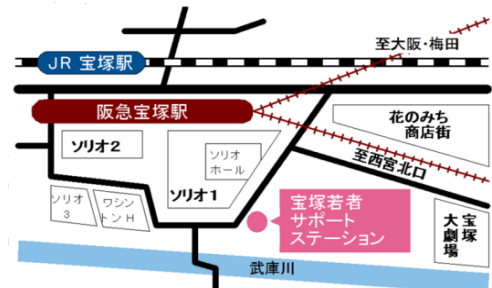 至大阪・梅田
JR 宝塚駅
阪急宝塚駅
花のみち
商店街
ソリオ2
ソリオ
ホール
至西宮北口
ソリオ1
ソリオ
3
ワシン
トンH
宝塚若者
サポート
ステーション
宝塚
大劇場
武庫川